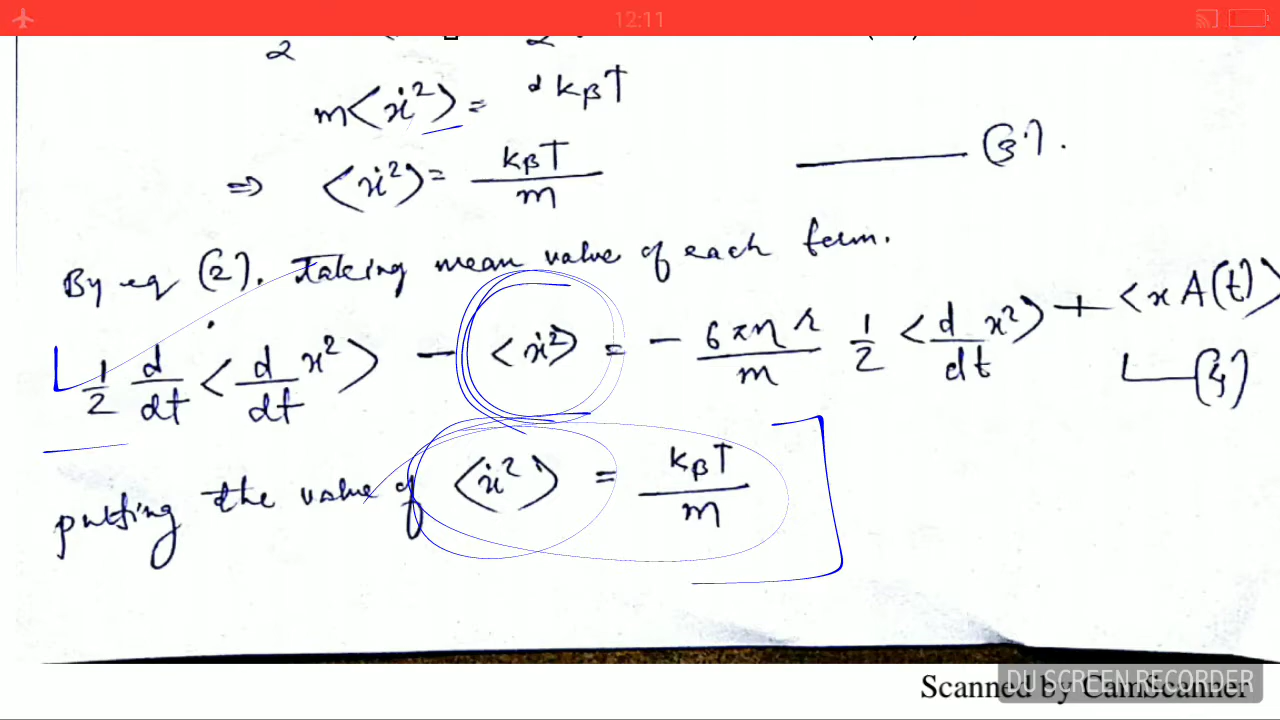 12:11
2
m<ẋ²> = kβT
⇒ <ẋ²> = kβT/m ——— (3).
By eq (2). Taking mean value of each term.
1/2 d/dt <d/dt x²> - <ẋ²> = - 6πηr/m 1/2 <d/dt x²> + <x A(t)>
(4)
putting the value of <ẋ²> = kβT/m
DU SCREEN RECORDER
Scanned by CamScanner